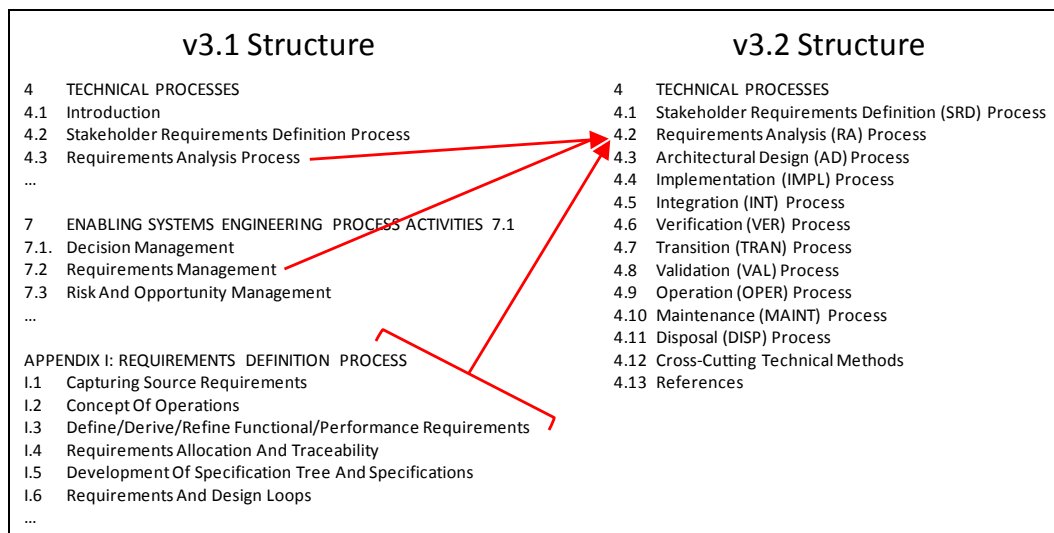 v3.1 Structure
4 TECHNICAL PROCESSES
4.1 Introduction
4.2 Stakeholder Requirements Definition Process
4.3 Requirements Analysis Process
…
7 ENABLING SYSTEMS ENGINEERING PROCESS ACTIVITIES 7.1
7.1. Decision Management
7.2 Requirements Management
7.3 Risk And Opportunity Management
…
APPENDIX I: REQUIREMENTS DEFINITION PROCESS
I.1 Capturing Source Requirements
I.2 Concept Of Operations
I.3 Define/Derive/Refine Functional/Performance Requirements
I.4 Requirements Allocation And Traceability
I.5 Development Of Specification Tree And Specifications
I.6 Requirements And Design Loops
…
v3.2 Structure
4 TECHNICAL PROCESSES
4.1 Stakeholder Requirements Definition (SRD) Process
4.2 Requirements Analysis (RA) Process
4.3 Architectural Design (AD) Process
4.4 Implementation (IMPL) Process
4.5 Integration (INT) Process
4.6 Verification (VER) Process
4.7 Transition (TRAN) Process
4.8 Validation (VAL) Process
4.9 Operation (OPER) Process
4.10 Maintenance (MAINT) Process
4.11 Disposal (DISP) Process
4.12 Cross-Cutting Technical Methods
4.13 References